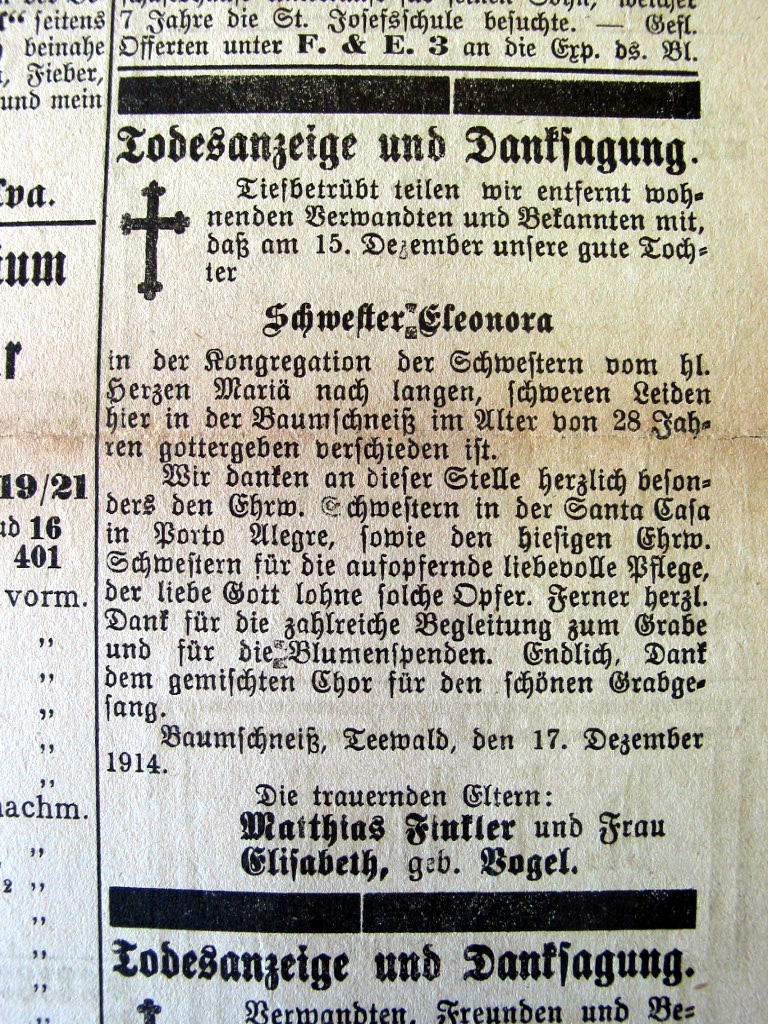 seitens
beinahe
Fieber,
und mein
19/21
16
401
vorm.
„
„
„
„
„
nachm.
„
„
„
„
„
7 Jahre die St. Josefsschule besuchte. — Gefl.
Offerten unter F. & E. 3 an die Exp. ds. Bl.
Todesanzeige und Danksagung.
Tiefbetrübt teilen wir entfernt woh-
nenden Verwandten und Bekannten mit,
daß am 15. Dezember unsere gute Toch-
ter
Schwester Eleonora
in der Kongregation der Schwestern vom hl.
Herzen Mariä nach langen, schweren Leiden
hier in der Baumschneiß im Alter von 28 Jah-
ren gottergeben verschieden ist.
Wir danken an dieser Stelle herzlich beson-
ders den Ehrw. Schwestern in der Santa Casa
in Porto Alegre, sowie den hiesigen Ehrw.
Schwestern für die aufopfernde liebevolle Pflege,
der liebe Gott lohne solche Opfer. Ferner herzl.
Dank für die zahlreiche Begleitung zum Grabe
und für die Blumenspenden. Endlich, Dank
dem gemischten Chor für den schönen Grabge-
sang.
Baumschneiß, Teewald, den 17. Dezember
1914.
Die trauernden Eltern:
Matthias Finkler und Frau
Elisabeth, geb. Vogel.
Todesanzeige und Danksagung.
Verwandten, Freunden und Be-